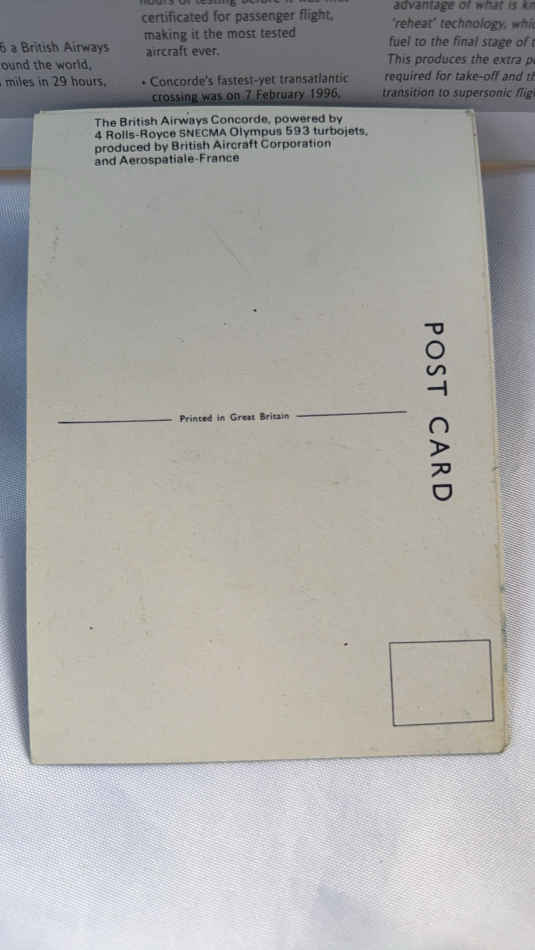 certificated for passenger flight,
making it the most tested
aircraft ever.
• Concorde's fastest-yet transatlantic
crossing was on 7 February 1996,
6 a British Airways
ound the world,
miles in 29 hours,
advantage of what is
'reheat' technology,
fuel to the final stage of
This produces the extra
required for take-off and
transition to supersonic
The British Airways Concorde, powered by
4 Rolls-Royce SNECMA Olympus 593 turbojets,
produced by British Aircraft Corporation
and Aerospatiale-France
POST CARD
Printed in Great Britain